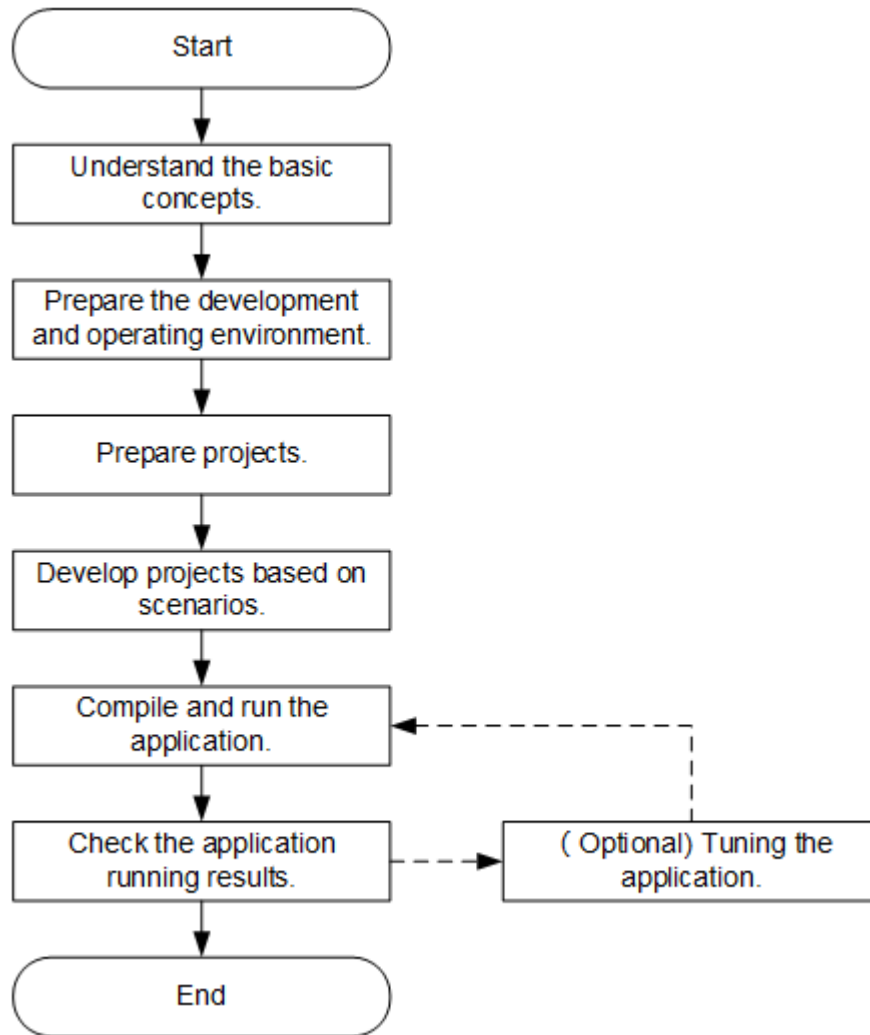 Start
Understand the basic
concepts.
Prepare the development
and operating environment.
Prepare projects.
Develop projects based on
scenarios.
Compile and run the
application.
Check the application
running results.
( Optional) Tuning the
application.
End